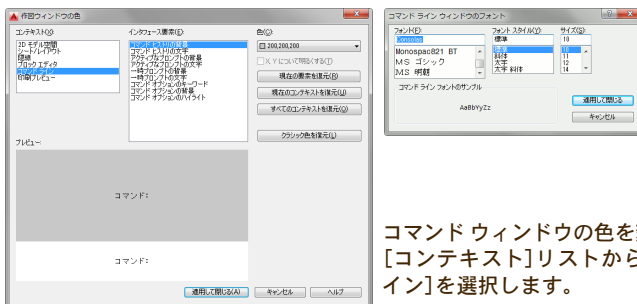 作図ウィンドウの色
コンテキスト(X):
2D モデル空間
シート/レイアウト
隠線
ブロック エディタ
コマンド ライン
印刷プレビュー
インタフェース要素(E):
コマンド ヒストリの背景
コマンド ヒストリの文字
アクティブなプロンプトの背景
アクティブなプロンプトの文字
一時プロンプトの背景
一時プロンプトの文字
コマンド オプションのキーワード
コマンド オプションの背景
コマンド オプションのハイライト
色(C):
200,200,200
X, Y について明るくする(T)
現在の要素を復元(R)
現在のコンテキストを復元(U)
すべてのコンテキストを復元(O)
クラシック色を復元(L)
プレビュー:
コマンド:
コマンド:
適用して閉じる(A)
キャンセル
ヘルプ
コマンド ライン ウィンドウのフォント
フォント(F):
Consolas
Monospac821 BT
MS ゴシック
MS 明朝
フォント スタイル(Y):
標準
標準
斜体
太字
太字 斜体
サイズ(S):
10
10
11
12
14
コマンド ライン フォントのサンプル
AaBbYyZz
適用して閉じる
キャンセル
コマンド ウィンドウの色を
[コンテキスト]リストから
イン]を選択します。